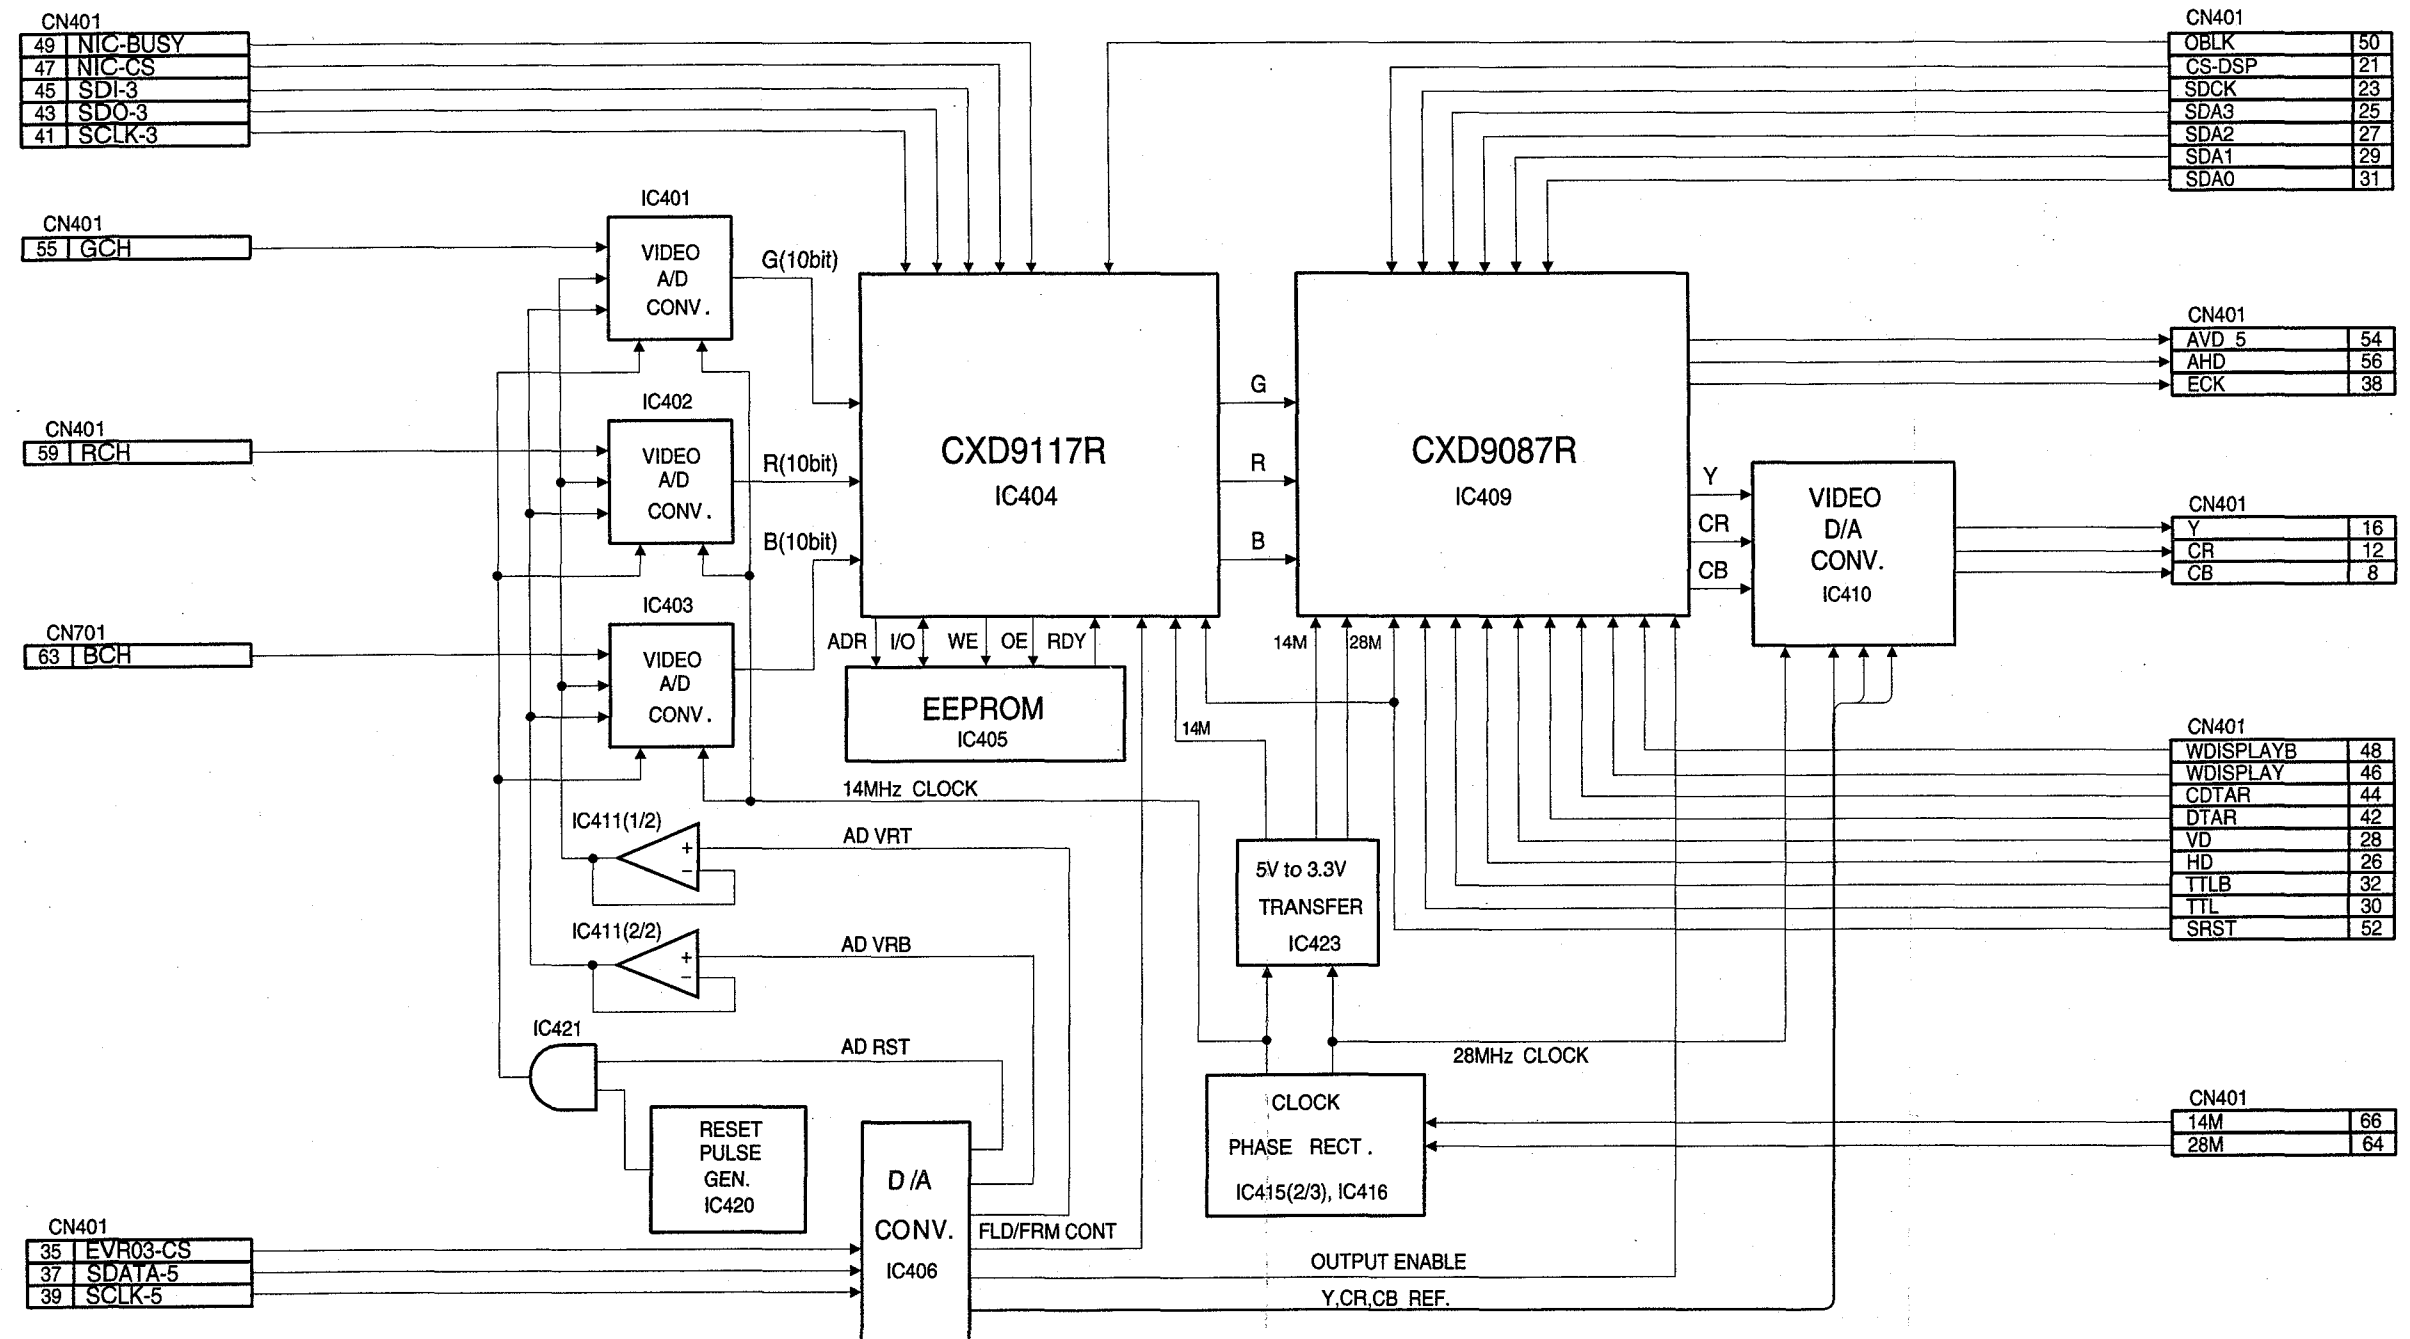 CN401
49 NIC-BUSY
47 NIC-CS
45 SDI-3
43 SDO-3
41 SCLK-3
CN401
OBLK 50
CS-DSP 21
SDCK 23
SDA3 25
SDA2 27
SDA1 29
SDA0 31
CN401
55 GCH
IC401
VIDEO
A/D
CONV.
G(10bit)
CN401
59 RCH
IC402
VIDEO
A/D
CONV.
R(10bit)
B(10bit)
CN701
63 BCH
IC403
VIDEO
A/D
CONV.
CXD9117R
IC404
G
R
B
CXD9087R
IC409
CN401
AVD 5 54
AHD 56
ECK 38
Y
CR
CB
VIDEO
D/A
CONV.
IC410
CN401
Y 16
CR 12
CB 8
ADR I/O WE OE RDY
EEPROM
IC405
14M
14M
28M
CN401
WDISPLAYB 48
WDISPLAY 46
CDTAR 44
DTAR 42
VD 28
HD 26
TTLB 32
TTL 30
SRST 52
14MHz CLOCK
IC411(1/2)
+
−
AD VRT
IC411(2/2)
+
−
AD VRB
5V to 3.3V
TRANSFER
IC423
IC421
AD RST
28MHz CLOCK
RESET
PULSE
GEN.
IC420
CLOCK
PHASE RECT.
IC415(2/3), IC416
CN401
14M 66
28M 64
CN401
35 EVR03-CS
37 SDATA-5
39 SCLK-5
D/A
CONV.
IC406
FLD/FRM CONT
OUTPUT ENABLE
Y,CR,CB REF.